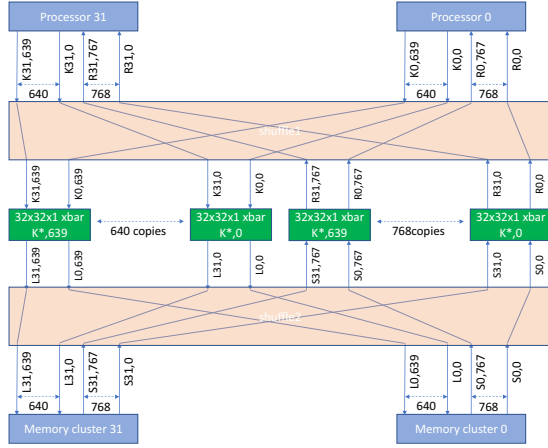 Processor 31
Processor 0
K31,639
K31,0
R31,767
R31,0
K0,639
K0,0
R0,767
R0,0
640
768
640
768
shuffle1
K31,639
K0,639
K31,0
K0,0
R31,767
R0,767
R31,0
R0,0
32x32x1 xbar
K*,639
640 copies
32x32x1 xbar
K*,0
32x32x1 xbar
K*,639
768copies
32x32x1 xbar
K*,0
L31,639
L0,639
L31,0
L0,0
S31,767
S0,767
S31,0
S0,0
shuffle1
L31,639
L31,0
S31,767
S31,0
L0,639
L0,0
S0,767
S0,0
640
768
640
768
Memory cluster 31
Memory cluster 0